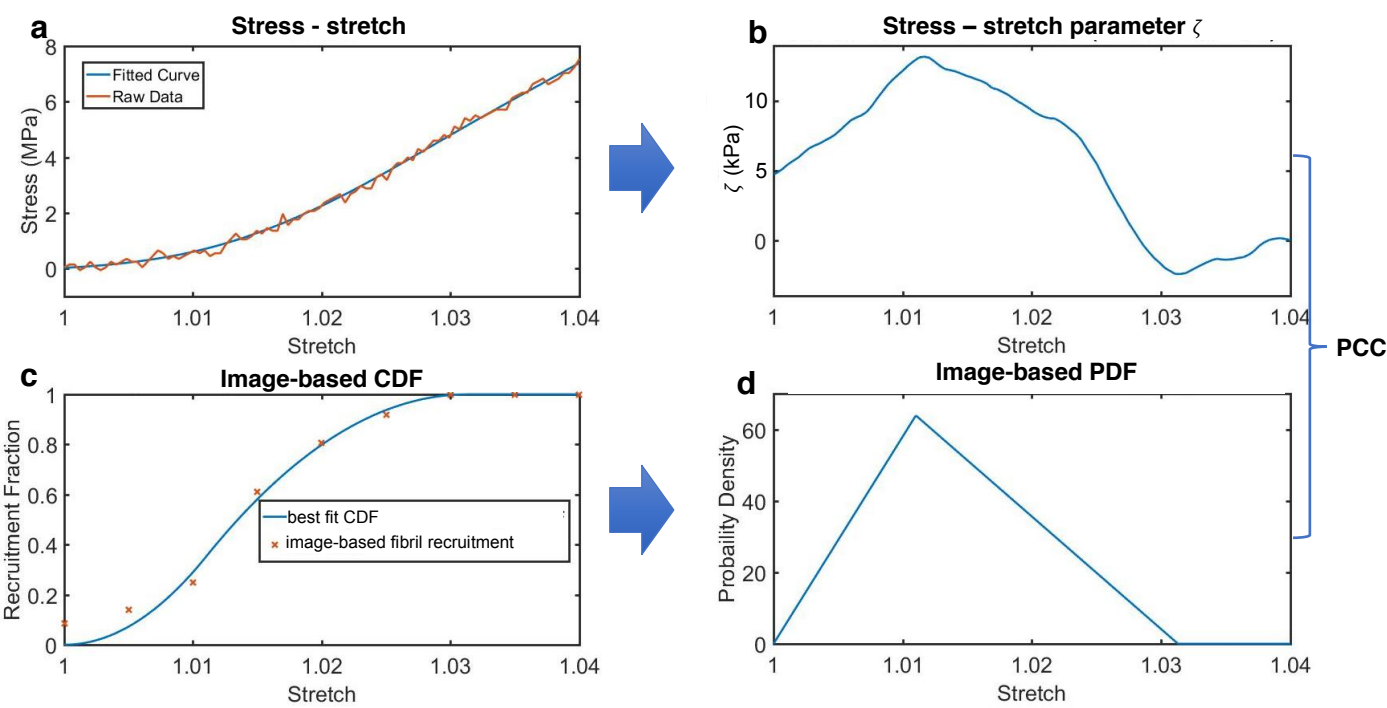 a
Stress - stretch
8
6
4
2
0
Stress (MPa)
Fitted Curve
Raw Data
1
1.01
1.02
1.03
1.04
Stretch
b
Stress – stretch parameter ζ
10
5
0
ζ (kPa)
1
1.01
1.02
1.03
1.04
Stretch
PCC
c
Image-based CDF
1
0.8
0.6
0.4
0.2
0
Recruitment Fraction
best fit CDF
image-based fibril recruitment
1
1.01
1.02
1.03
1.04
Stretch
d
Image-based PDF
60
40
20
0
Probaility Density
1
1.01
1.02
1.03
1.04
Stretch